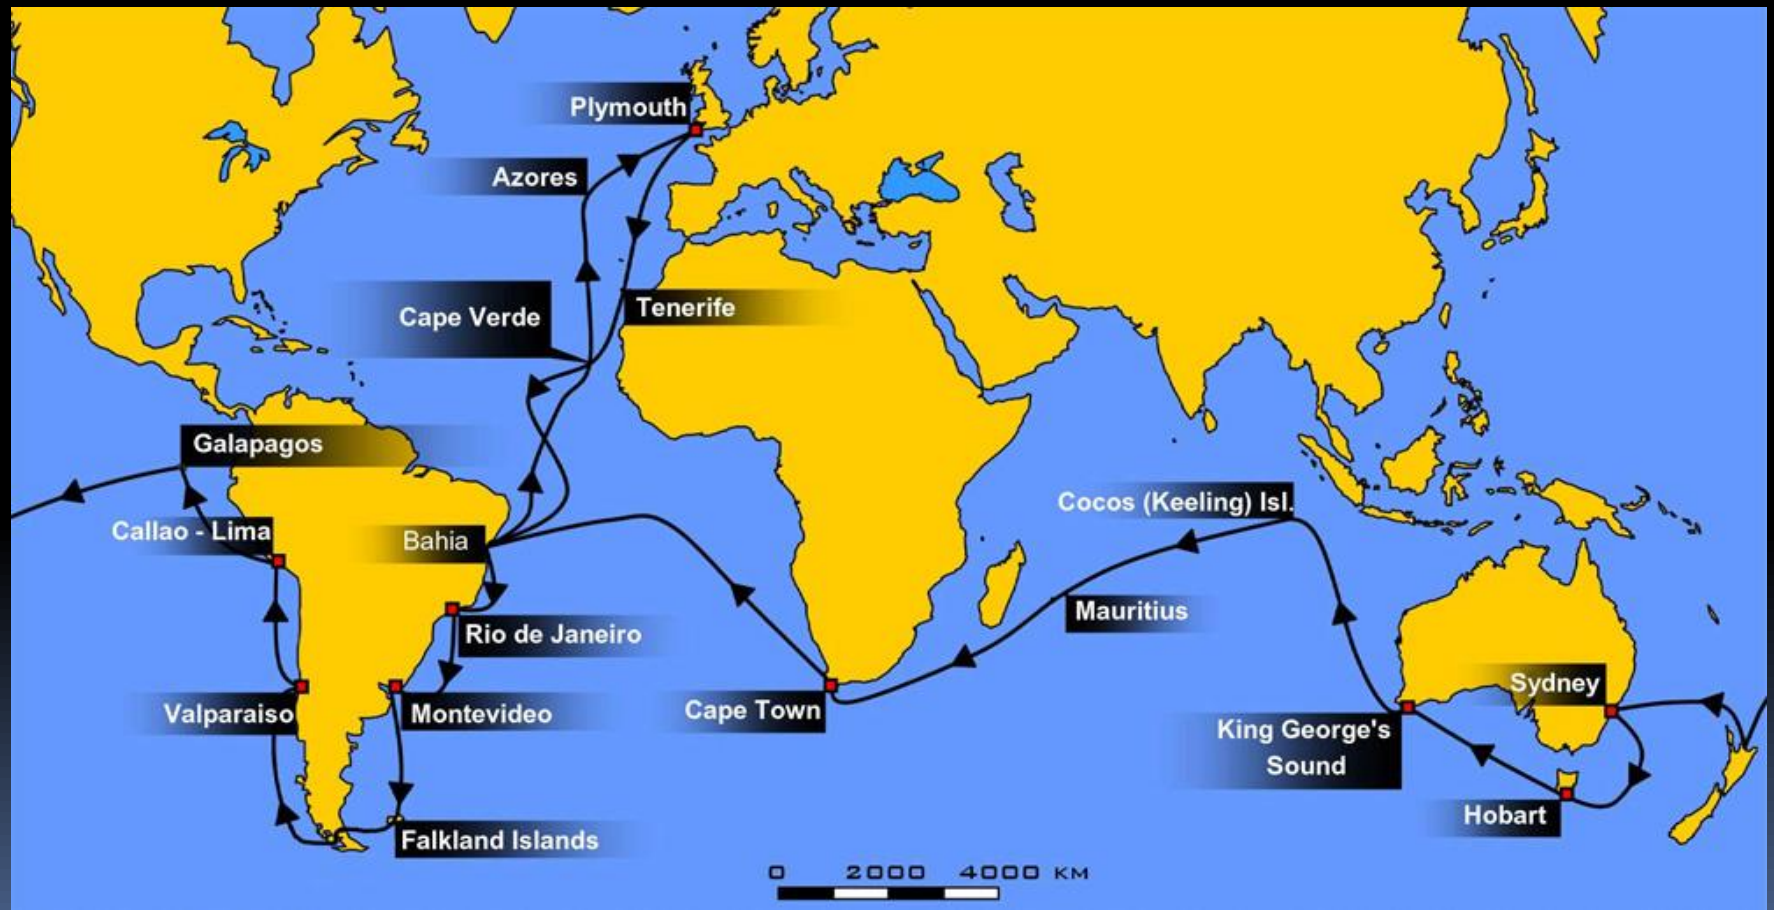 Plymouth
Azores
Cape Verde
Tenerife
Galapagos
Callao - Lima
Bahia
Cocos (Keeling) Isl.
Rio de Janeiro
Mauritius
Sydney
Valparaiso
Montevideo
Cape Town
King George's
Sound
Hobart
Falkland Islands
0 2000 4000 KM